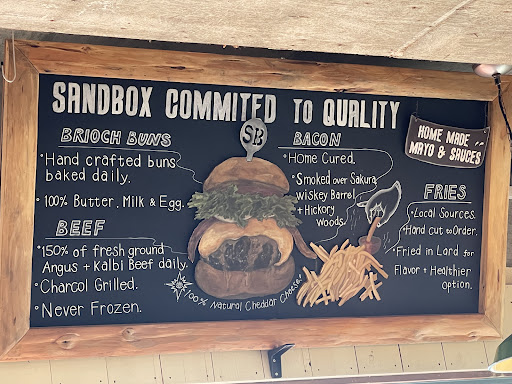 SANDBOX COMMITED TO QUALITY
HOME MADE
MAYO & SAUCES
BRIOCH BUNS
• Hand crafted buns
baked daily.
• 100% Butter, Milk & Egg.
BEEF
• 150% of fresh ground
Angus + Kalbi Beef daily.
• Charcol Grilled.
• Never Frozen.
SB
100% Natural Cheddar Cheese
BACON
• Home Cured.
• Smoked over Sakura,
wiskey Barrel
+ Hickory
Woods.
FRIES
• Local Sources.
• Hand cut to Order.
• Fried in Lard for
Flavor + Healthier
Option.